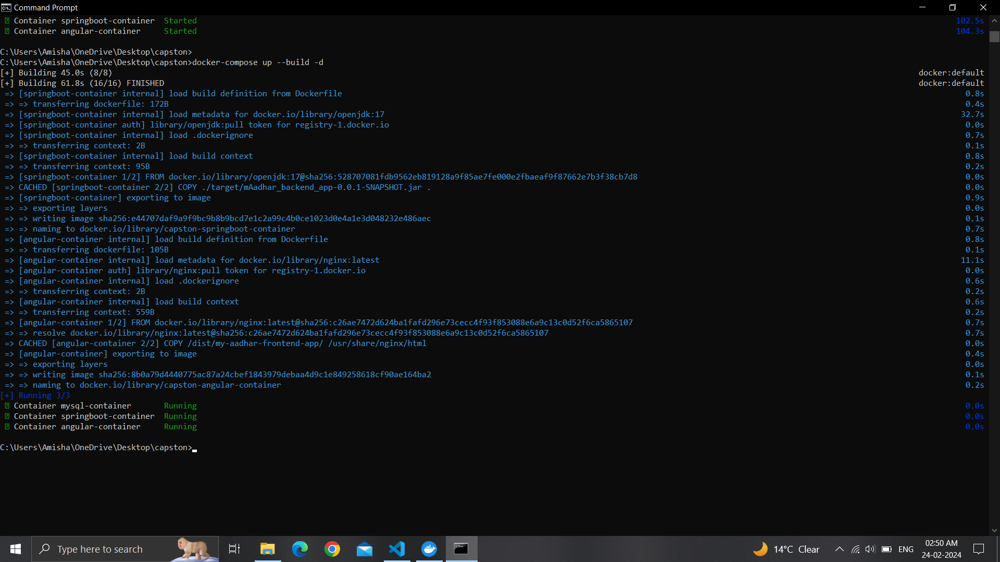 Command Prompt
Container springboot-container Started 102.5s
Container angular-container Started 104.3s
C:\Users\Amisha\OneDrive\Desktop\capston>
C:\Users\Amisha\OneDrive\Desktop\capston>docker-compose up --build -d
[+] Building 45.0s (8/8) docker:default
[+] Building 61.8s (16/16) FINISHED docker:default
=> [springboot-container internal] load build definition from Dockerfile 0.8s
=> => transferring dockerfile: 172B 0.4s
=> [springboot-container internal] load metadata for docker.io/library/openjdk:17 32.7s
=> [springboot-container auth] library/openjdk:pull token for registry-1.docker.io 0.0s
=> [springboot-container internal] load .dockerignore 0.7s
=> => transferring context: 2B 0.1s
=> [springboot-container internal] load build context 0.8s
=> => transferring context: 95B 0.2s
=> [springboot-container 1/2] FROM docker.io/library/openjdk:17@sha256:528707081fdb9562eb819128a9f85ae7fe000e2fbaeaf9f87662e7b3f38cb7d8 0.0s
=> CACHED [springboot-container 2/2] COPY ./target/mAadhar_backend_app-0.0.1-SNAPSHOT.jar . 0.0s
=> [springboot-container] exporting to image 0.9s
=> => exporting layers 0.0s
=> => writing image sha256:e44707daf9a9f9bc9b8b9bcd7e1c2a99c4b0ce1023d0e4a1e3d048232e486aec 0.1s
=> => naming to docker.io/library/capston-springboot-container 0.7s
=> [angular-container internal] load build definition from Dockerfile 0.8s
=> => transferring dockerfile: 105B 0.1s
=> [angular-container internal] load metadata for docker.io/library/nginx:latest 11.1s
=> [angular-container auth] library/nginx:pull token for registry-1.docker.io 0.0s
=> [angular-container internal] load .dockerignore 0.6s
=> => transferring context: 2B 0.2s
=> [angular-container internal] load build context 0.6s
=> => transferring context: 559B 0.2s
=> [angular-container 1/2] FROM docker.io/library/nginx:latest@sha256:c26ae7472d624ba1fafd296e73cecc4f93f853088e6a9c13c0d52f6ca5865107 0.7s
=> => resolve docker.io/library/nginx:latest@sha256:c26ae7472d624ba1fafd296e73cecc4f93f853088e6a9c13c0d52f6ca5865107 0.7s
=> CACHED [angular-container 2/2] COPY /dist/my-aadhar-frontend-app/ /usr/share/nginx/html 0.0s
=> [angular-container] exporting to image 0.4s
=> => exporting layers 0.0s
=> => writing image sha256:8b0a79d4440775ac87a24cbef1843979debaa4d9c1e849258618cf90ae164ba2 0.1s
=> => naming to docker.io/library/capston-angular-container 0.2s
[+] Running 3/3
Container mysql-container Running 0.0s
Container springboot-container Running 0.0s
Container angular-container Running 0.0s
C:\Users\Amisha\OneDrive\Desktop\capston>
Type here to search
14°C Clear
ENG
02:50 AM
24-02-2024